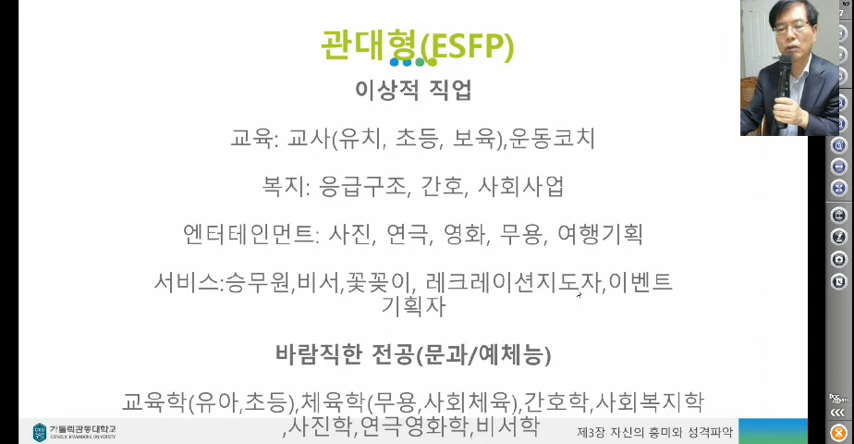 관대형(ESFP)
이상적 직업
교육: 교사(유치, 초등, 보육),운동코치
복지: 응급구조, 간호, 사회사업
엔터테인먼트: 사진, 연극, 영화, 무용, 여행기획
서비스:승무원,비서,꽃꽂이, 레크레이션지도자,이벤트
기획자
바람직한 전공(문과/예체능)
교육학(유아,초등),체육학(무용,사회체육),간호학,사회복지학
,사진학,연극영화학,비서학
가톨릭관동대학교
CATHOLIC KWANDONG UNIVERSITY
제3장 자신의 흥미와 성격파악